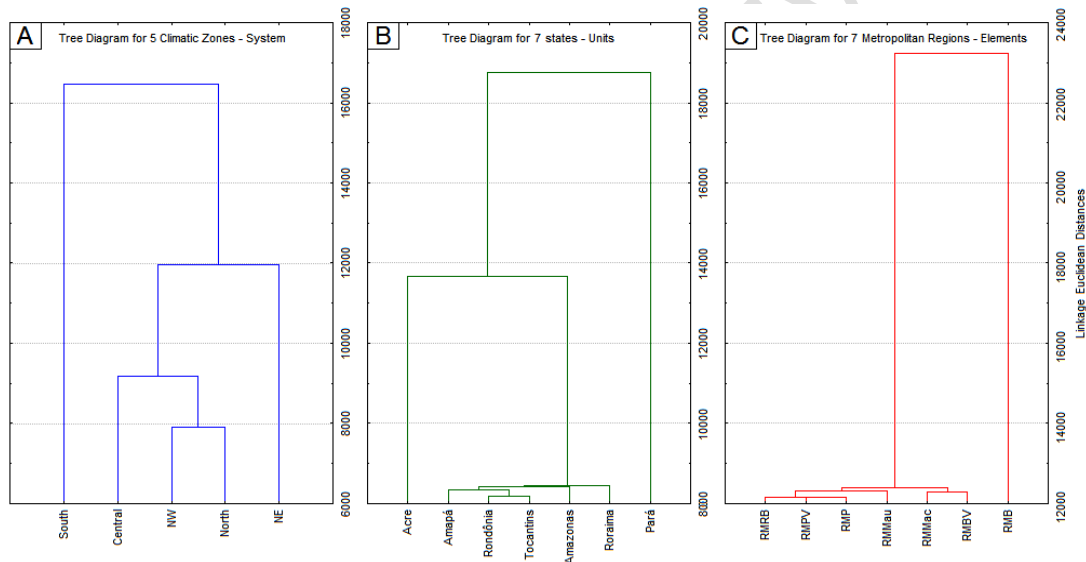 A
Tree Diagram for 5 Climatic Zones - System
18000
16000
14000
12000
10000
8000
6000
South
Central
NW
North
NE
B
Tree Diagram for 7 states - Units
20000
18000
16000
14000
12000
10000
8000
Acre
Amapá
Rondônia
Tocantins
Amazonas
Roraima
Pará
C
Tree Diagram for 7 Metropolitan Regions - Elements
24000
22000
20000
18000
16000
14000
12000
Linkage Euclidean Distances
RMRB
RMPV
RMP
RMMau
RMMac
RMBV
RMB